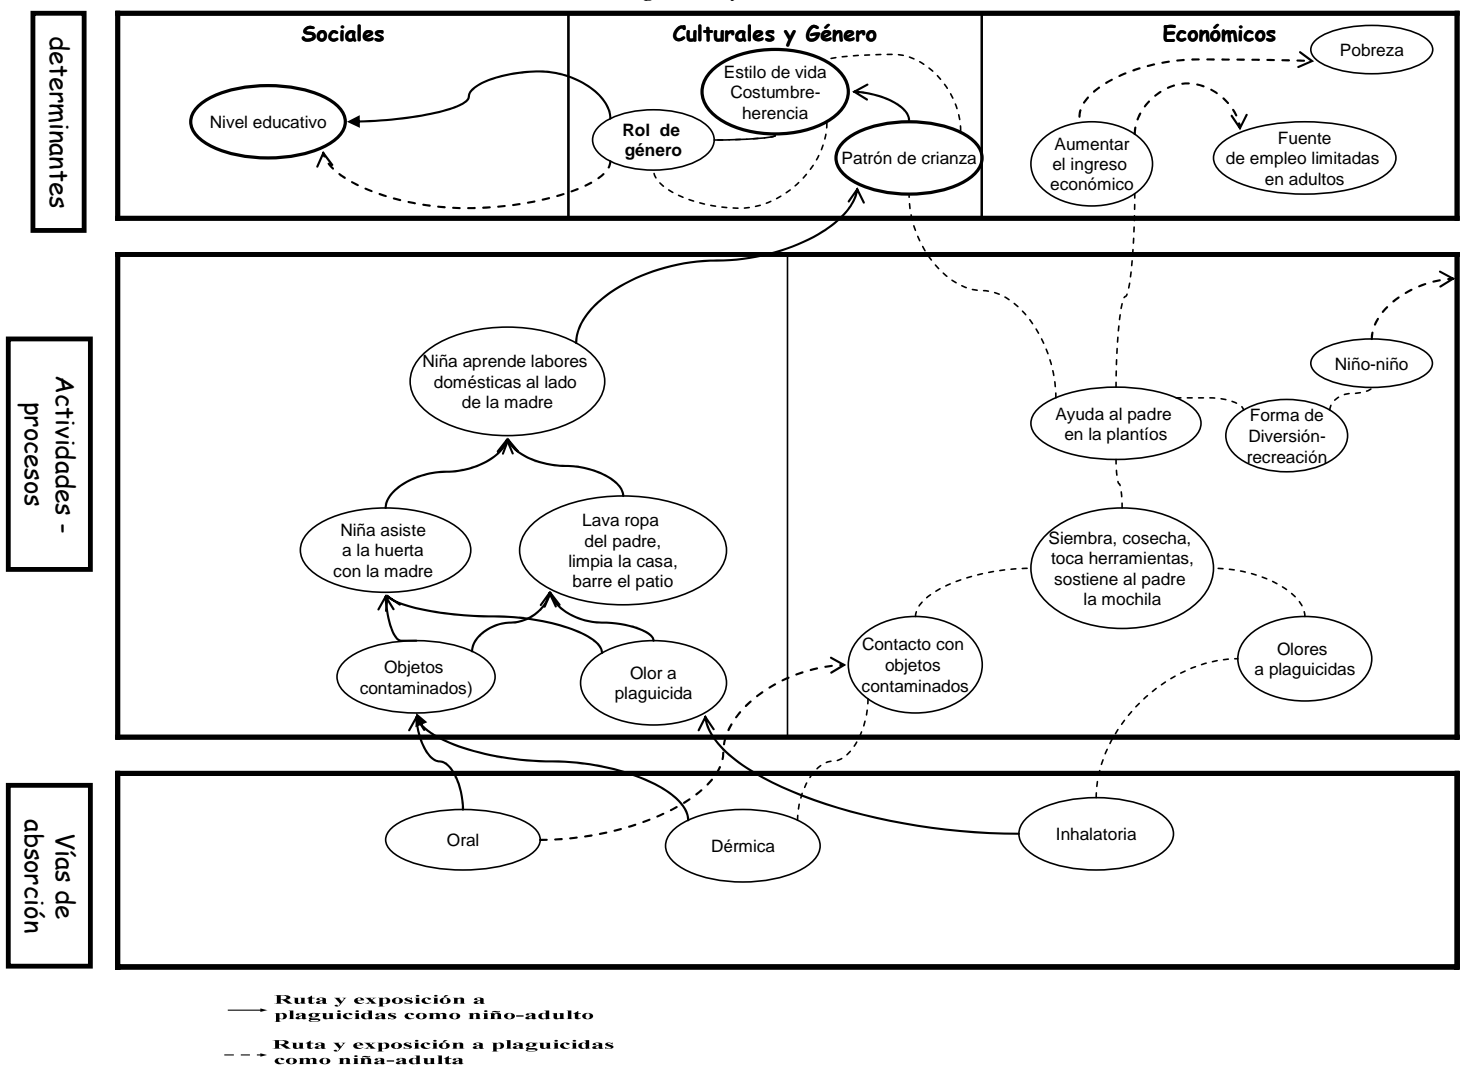 determinantes
Sociales
Culturales y Género
Económicos
Nivel educativo
Rol de
género
Estilo de vida
Costumbre-
herencia
Patrón de crianza
Aumentar
el ingreso
económico
Pobreza
Fuente
de empleo limitadas
en adultos
Actividades -
procesos
Niña aprende labores
domésticas al lado
de la madre
Niña asiste
a la huerta
con la madre
Lava ropa
del padre,
limpia la casa,
barre el patio
Objetos
contaminados)
Olor a
plaguicida
Ayuda al padre
en la plantíos
Forma de
Diversión-
recreación
Niño-niño
Siembra, cosecha,
toca herramientas,
sostiene al padre
la mochila
Contacto con
objetos
contaminados
Olores
a plaguicidas
Vías de
absorción
Oral
Dérmica
Inhalatoria
Ruta y exposición a
plaguicidas como niño-adulto
Ruta y exposición a plaguicidas
como niña-adulta